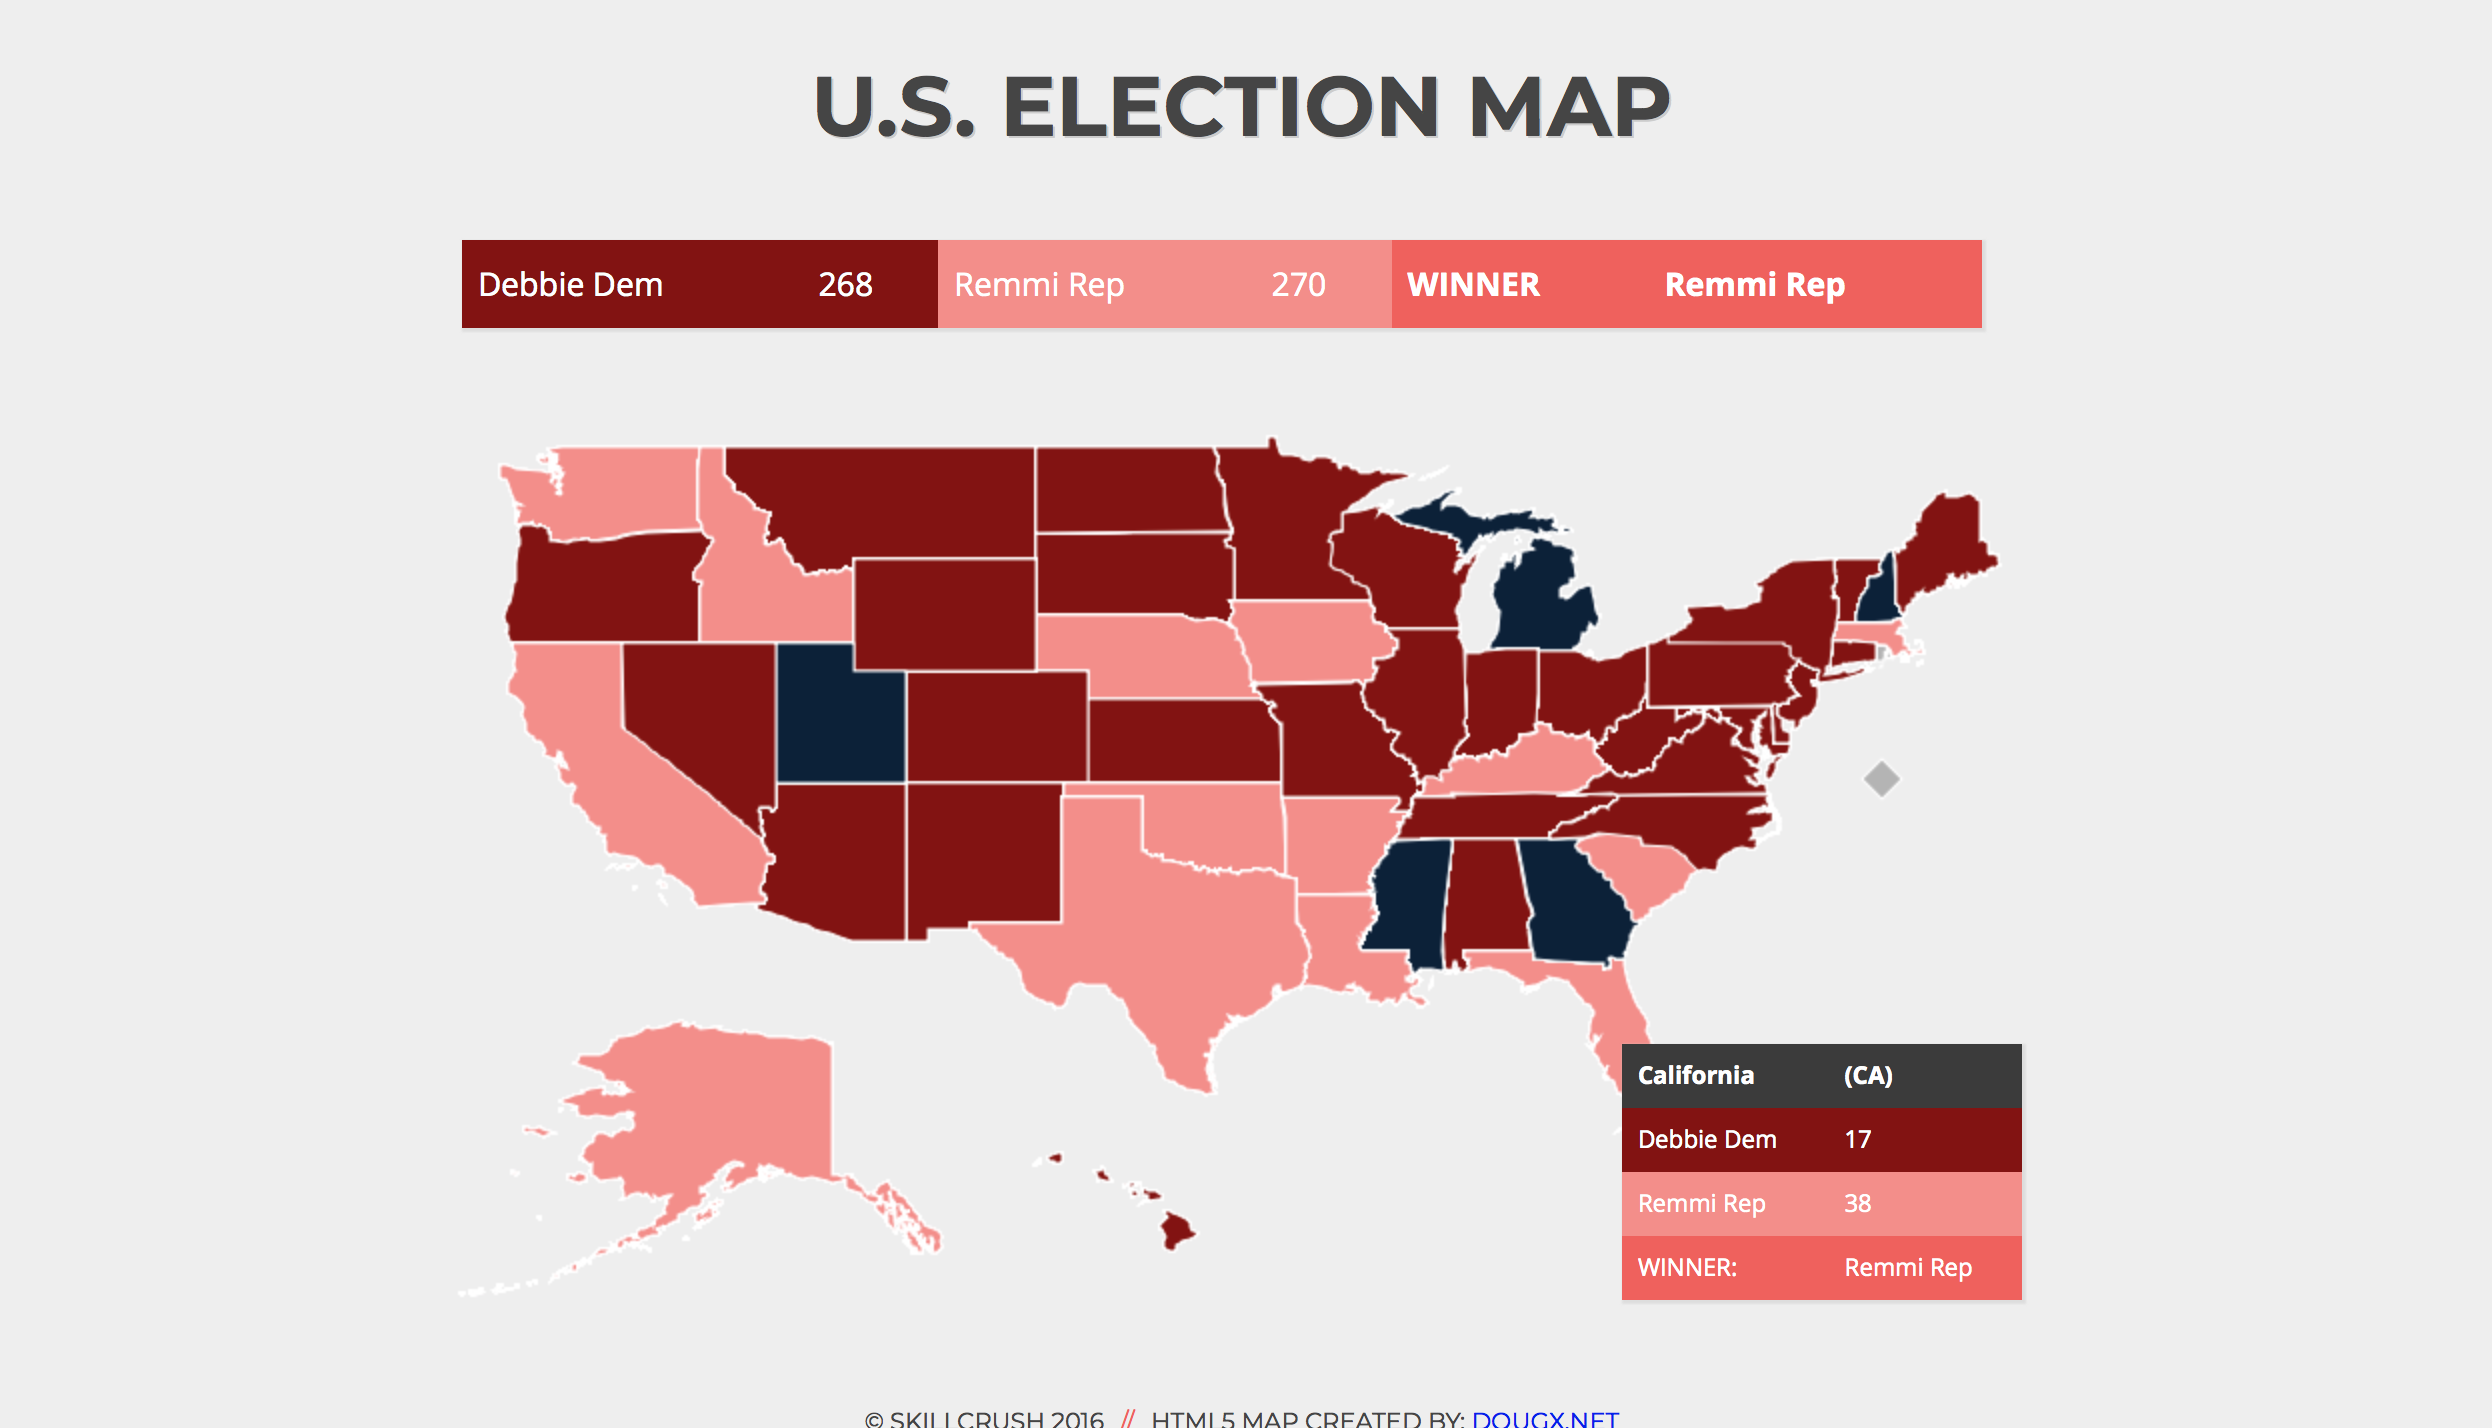 U.S. ELECTION MAP
Debbie Dem 268 Remmi Rep 270 WINNER Remmi Rep
California (CA)
Debbie Dem 17
Remmi Rep 38
WINNER: Remmi Rep
© SKILLCRUSH 2016 // HTML5 MAP CREATED BY: DOUGX.NET